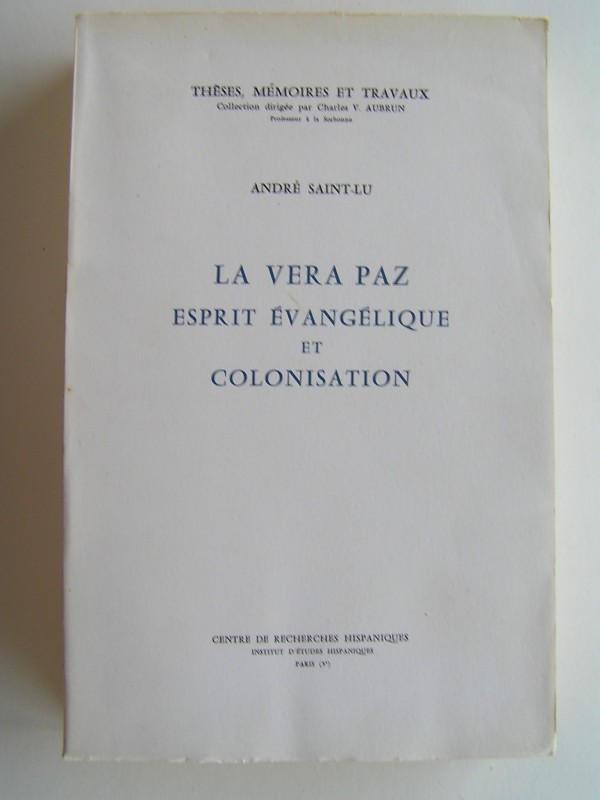 THÈSES, MÉMOIRES ET TRAVAUX
Collection dirigée par Charles V. AUBRUN
Professeur à la Sorbonne
ANDRÉ SAINT-LU
LA VERA PAZ
ESPRIT ÉVANGÉLIQUE
ET
COLONISATION
CENTRE DE RECHERCHES HISPANIQUES
INSTITUT D'ÉTUDES HISPANIQUES
PARIS (5e)